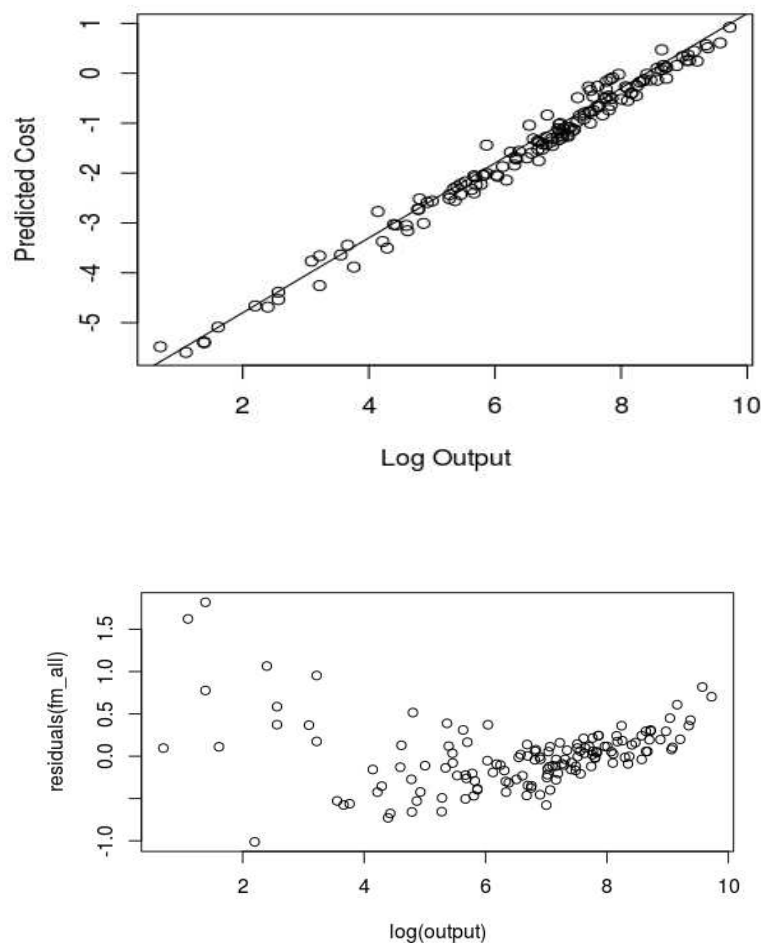 1
0
-1
-2
-3
-4
-5
Predicted Cost
2 4 6 8 10
Log Output
1.5
1.0
0.5
0.0
-1.0
residuals(fm_all)
2 4 6 8 10
log(output)